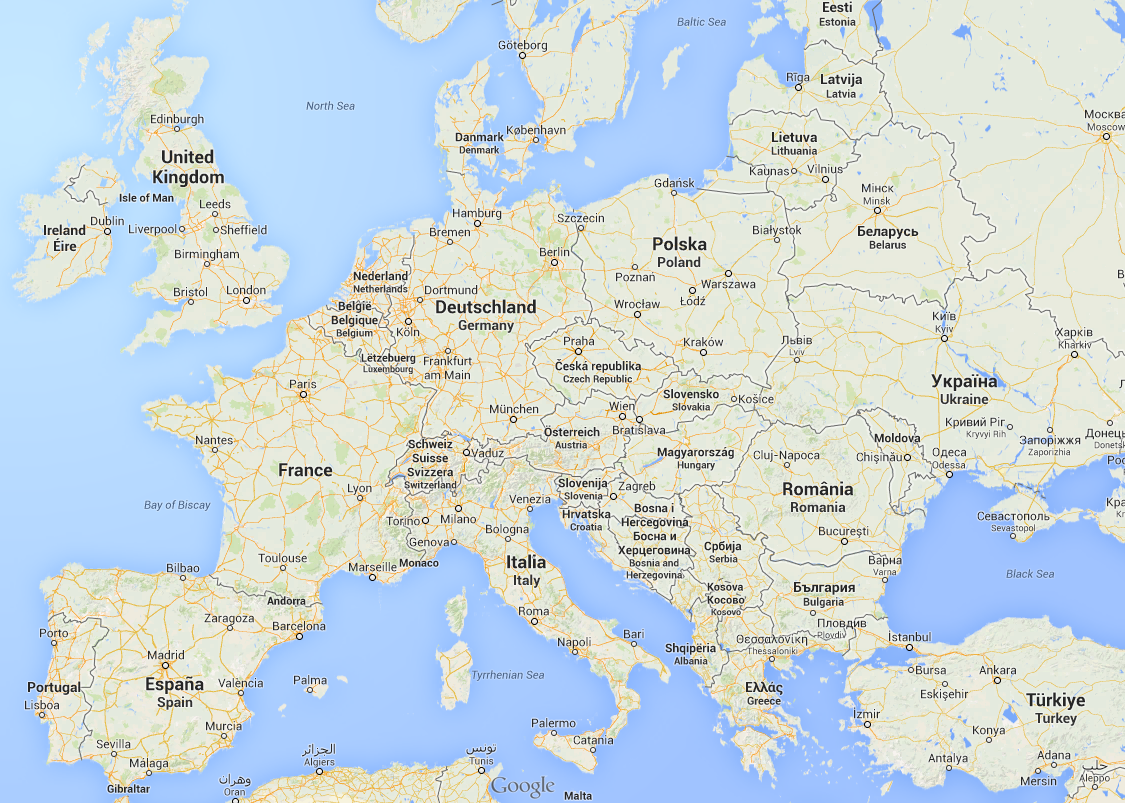 Eesti
Estonia
Baltic Sea
Göteborg
Rīga
Latvija
Latvia
North Sea
Москва
Moscow
Edinburgh
Danmark
Denmark
København
Lietuva
Lithuania
United
Kingdom
Kaunas
Vilnius
Isle of Man
Gdańsk
Мінск
Minsk
Leeds
Hamburg
Szczecin
Dublin
Liverpool
Sheffield
Ireland
Éire
Bremen
Białystok
Беларусь
Belarus
Polska
Poland
Birmingham
Berlin
Nederland
Netherlands
Poznań
Warszawa
Bristol
London
Dortmund
Łódź
België
Belgique
Belgium
Deutschland
Germany
Wrocław
Köln
Київ
Kyiv
Харків
Kharkiv
Praha
Kraków
Львів
Lviv
Lëtzebuerg
Luxembourg
Frankfurt
am Main
Česká republika
Czech Republic
Paris
Україна
Ukraine
Slovensko
Slovakia
Košice
München
Wien
Bratislava
Кривий Ріг
Kryvyi Rih
Запоріжжя
Zaporizhia
Донець
Donets
Nantes
Schweiz
Suisse
Svizzera
Switzerland
Vaduz
Österreich
Austria
Magyarország
Hungary
Cluj-Napoca
Moldova
Chișinău
Одеса
Odessa
Рос
France
Lyon
Slovenija
Slovenia
Zagreb
România
Romania
Bay of Biscay
Venezia
Torino
Milano
Hrvatska
Croatia
Bosna i
Hercegovina
Босна и
Херцеговина
Bosnia and
Herzegovina
Севастополь
Sevastopol
Кра
Bologna
Genova
București
Србија
Serbia
Toulouse
Marseille
Monaco
Italia
Italy
Варна
Varna
Black Sea
Bilbao
Kosova
Косово
Kosovo
България
Bulgaria
Andorra
Zaragoza
Barcelona
Roma
Пловдив
Plovdiv
Porto
Napoli
Bari
Θεσσαλονίκη
Thessaloniki
İstanbul
Madrid
Shqipëria
Albania
Portugal
España
Spain
Valencia
Palma
Tyrrhenian Sea
Bursa
Ankara
Ελλάς
Greece
Eskişehir
Lisboa
İzmir
Türkiye
Turkey
Murcia
Palermo
Catania
Konya
Sevilla
الجزائر
Algiers
تونس
Tunis
Málaga
Antalya
Adana
حلب
Aleppo
Gibraltar
وهران
Oran
Google
Malta
Mersin